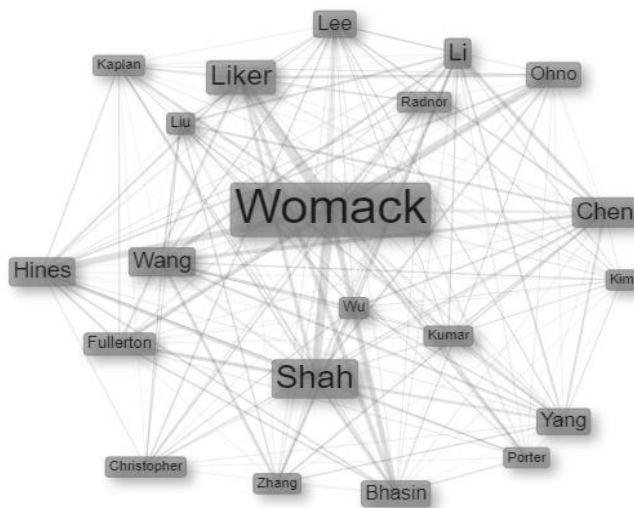 Lee
Li
Kaplan
Liker
Ohno
Radnor
Liu
Womack
Chen
Wang
Hines
Kim
Wu
Kumar
Fullerton
Shah
Yang
Porter
Christopher
Zhang
Bhasin